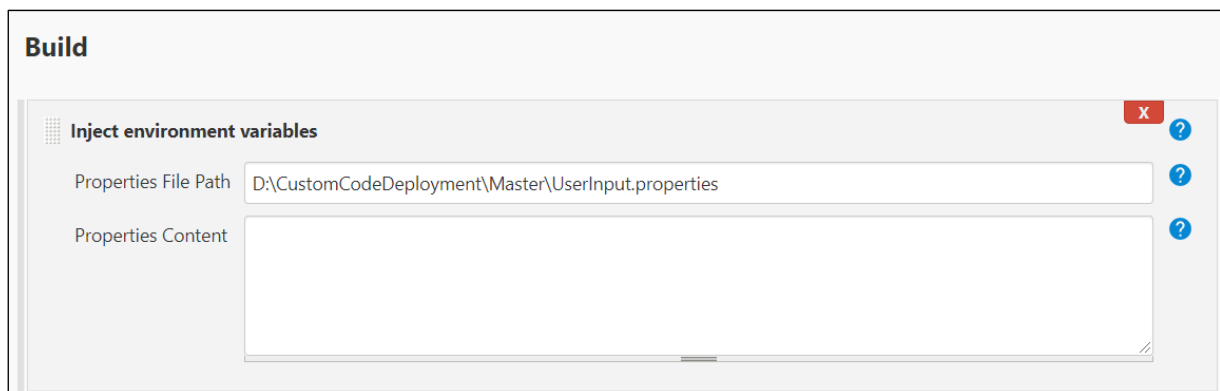 Build
X
Inject environment variables
?
Properties File Path D:\CustomCodeDeployment\Master\UserInput.properties
?
Properties Content
?